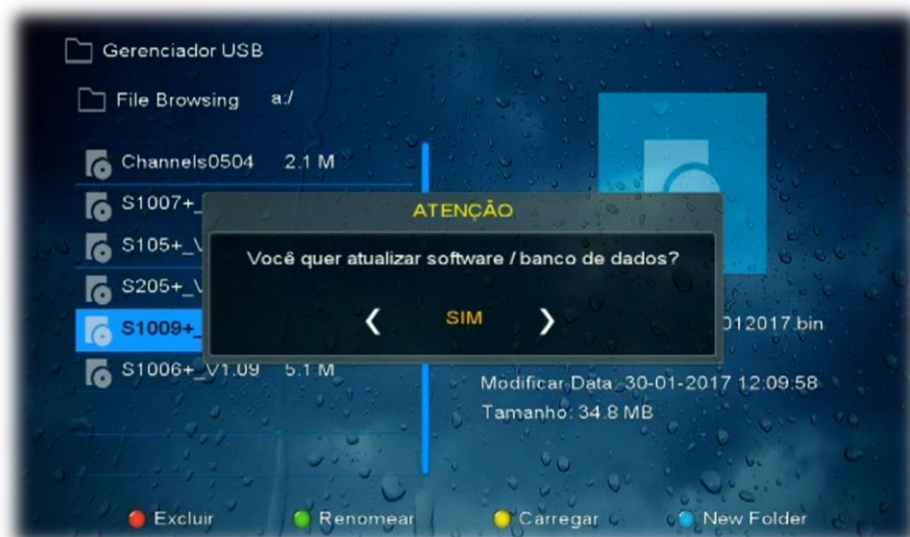 Gerenciador USB
File Browsing a:/
Channels0504 2.1 M
S1007+_
S105+_V
S205+_V
S1009+_
S1006+_V1.09 5.1 M
ATENÇÃO
Você quer atualizar software / banco de dados?
SIM
012017.bin
Modificar Data: 30-01-2017 12:09:58
Tamanho: 34.8 MB
Excluir Renomear Carregar New Folder